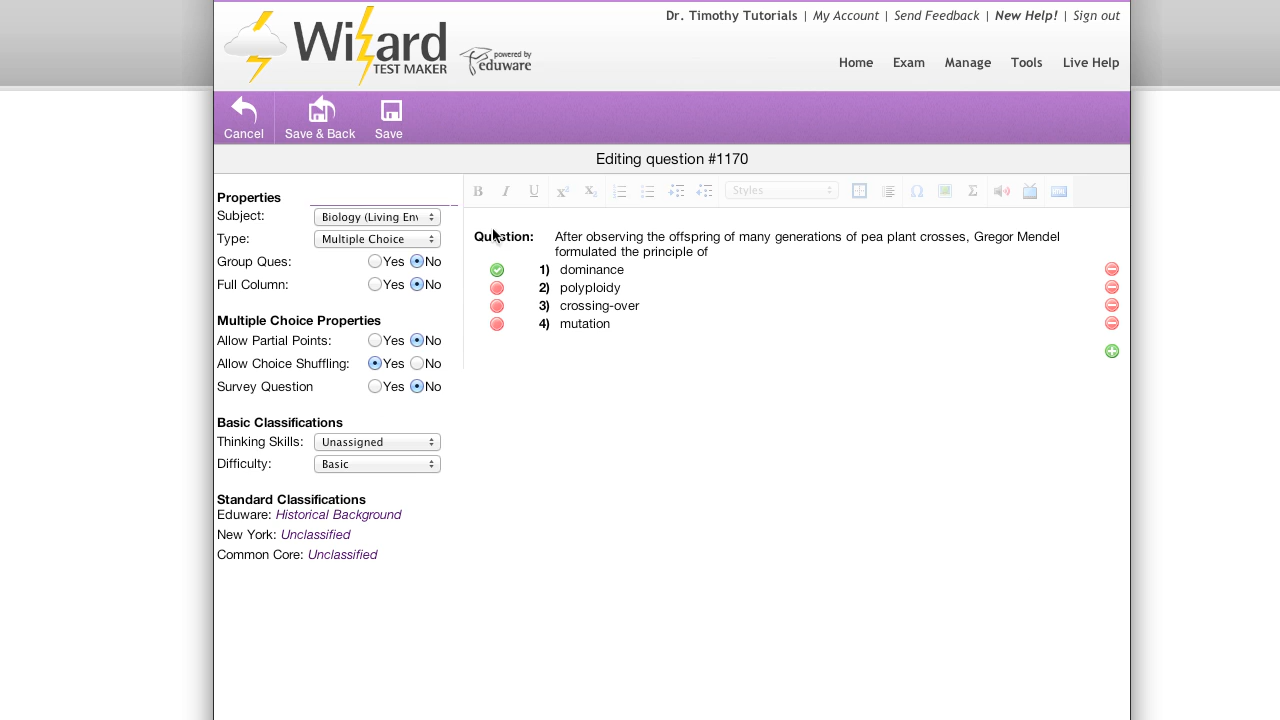 Dr. Timothy Tutorials | My Account | Send Feedback | New Help! | Sign out
Wizard
TEST MAKER
powered by
eduware
Home Exam Manage Tools Live Help
Cancel Save & Back Save
Editing question #1170
B I U x² x₂ Styles Ω Σ
Properties
Subject: Biology (Living Env
Type: Multiple Choice
Group Ques: Yes No
Full Column: Yes No
Multiple Choice Properties
Allow Partial Points: Yes No
Allow Choice Shuffling: Yes No
Survey Question Yes No
Basic Classifications
Thinking Skills: Unassigned
Difficulty: Basic
Standard Classifications
Eduware: Historical Background
New York: Unclassified
Common Core: Unclassified
Question: After observing the offspring of many generations of pea plant crosses, Gregor Mendel
formulated the principle of
1) dominance
2) polyploidy
3) crossing-over
4) mutation